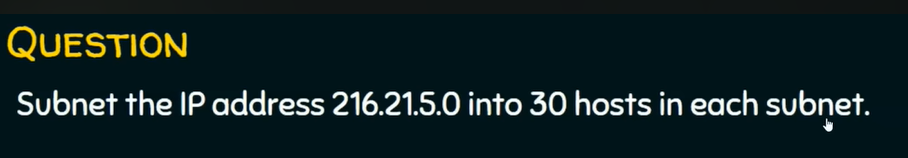 QUESTION
Subnet the IP address 216.21.5.0 into 30 hosts in each subnet.